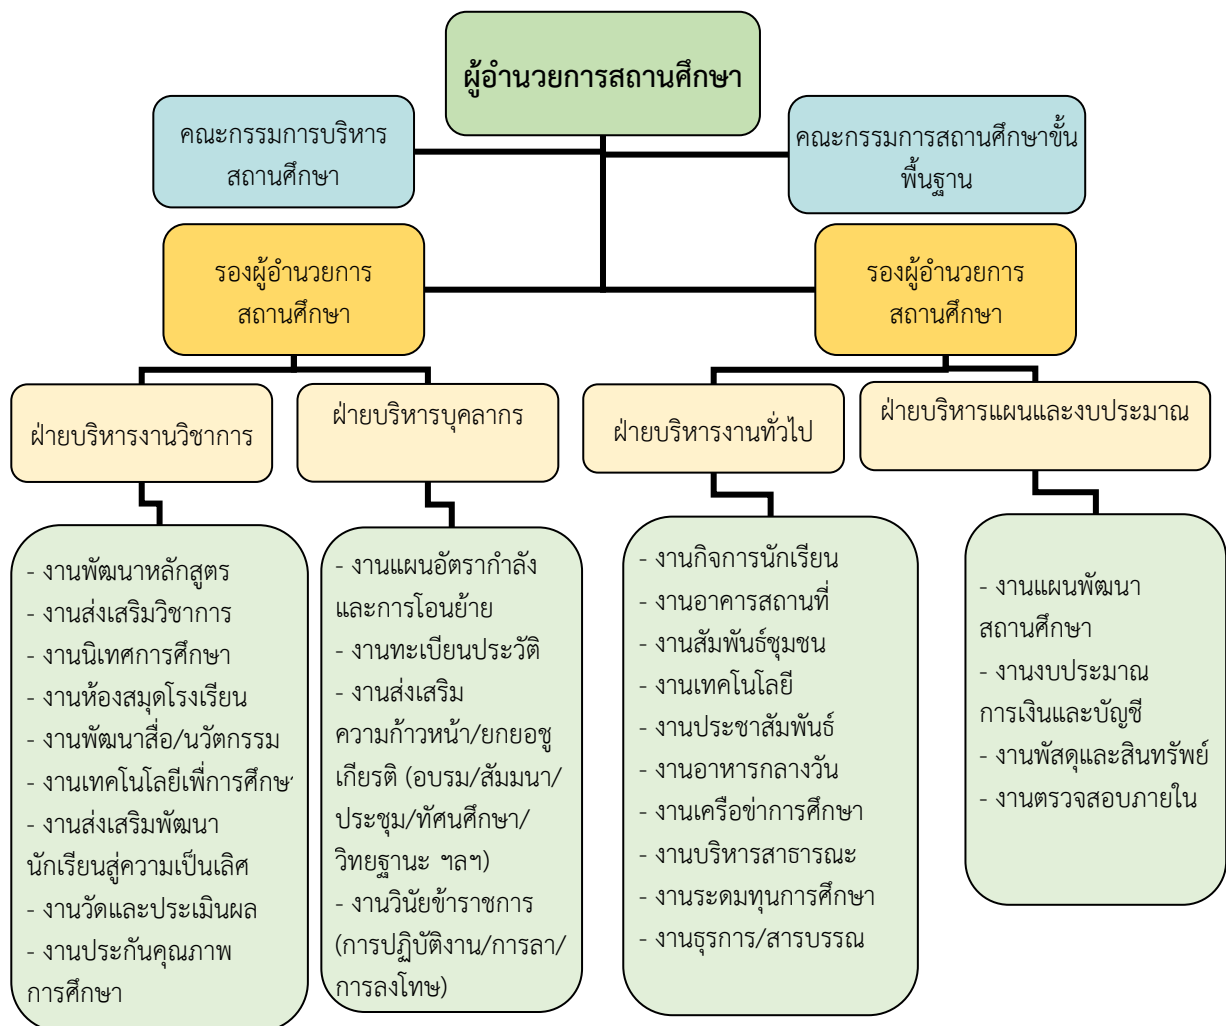 ผู้อำนวยการสถานศึกษา
คณะกรรมการบริหาร
สถานศึกษา
คณะกรรมการสถานศึกษาขั้น
พื้นฐาน
รองผู้อำนวยการ
สถานศึกษา
รองผู้อำนวยการ
สถานศึกษา
ฝ่ายบริหารงานวิชาการ
ฝ่ายบริหารบุคลากร
ฝ่ายบริหารงานทั่วไป
ฝ่ายบริหารแผนและงบประมาณ
- งานพัฒนาหลักสูตร
- งานส่งเสริมวิชาการ
- งานนิเทศการศึกษา
- งานห้องสมุดโรงเรียน
- งานพัฒนาสื่อ/นวัตกรรม
- งานเทคโนโลยีเพื่การศึกษา
- งานส่งเสริมพัฒนา
นักเรียนสู่ความเป็นเลิศ
- งานวัดและประเมินผล
- งานประกันคุณภาพ
การศึกษา
- งานแผนอัตรากำลัง
และการโอนย้าย
- งานทะเบียนประวัติ
- งานส่งเสริม
ความก้าวหน้า/ยกยอชู
เกียรติ (อบรม/สัมมนา/
ประชุม/ทัศนศึกษา/
วิทยฐานะ ฯลฯ)
- งานวินัยข้าราชการ
(การปฏิบัติงาน/การลา/
การลงโทษ)
- งานกิจการนักเรียน
- งานอาคารสถานที่
- งานสัมพันธ์ชุมชน
- งานเทคโนโลยี
- งานประชาสัมพันธ์
- งานอาหารกลางวัน
- งานเครือข่าการศึกษา
- งานบริหารสาธารณะ
- งานระดมทุนการศึกษา
- งานธุรการ/สารบรรณ
- งานแผนพัฒนา
สถานศึกษา
- งานงบประมาณ
การเงินและบัญชี
- งานพัสดุและสินทรัพย์
- งานตรวจสอบภายใน